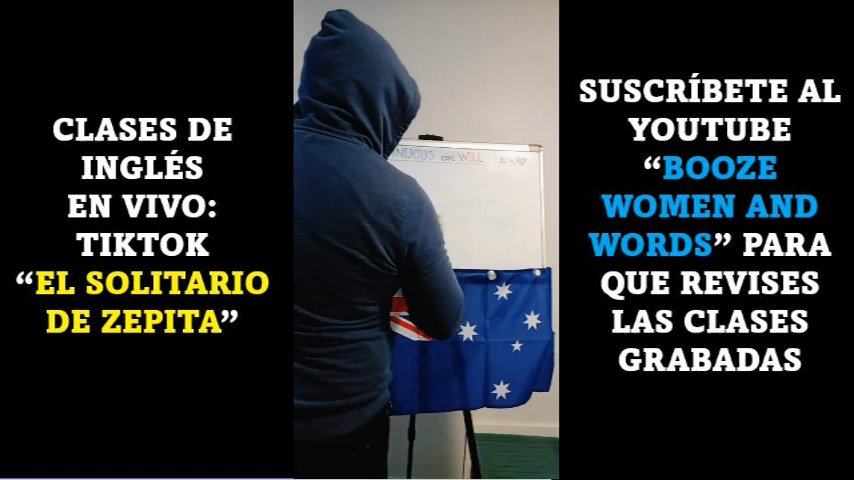 CLASES DE
INGLÉS
EN VIVO:
TIKTOK
“EL SOLITARIO
DE ZEPITA”
WILL
SUSCRÍBETE AL
YOUTUBE
“BOOZE
WOMEN AND
WORDS” PARA
QUE REVISES
LAS CLASES
GRABADAS